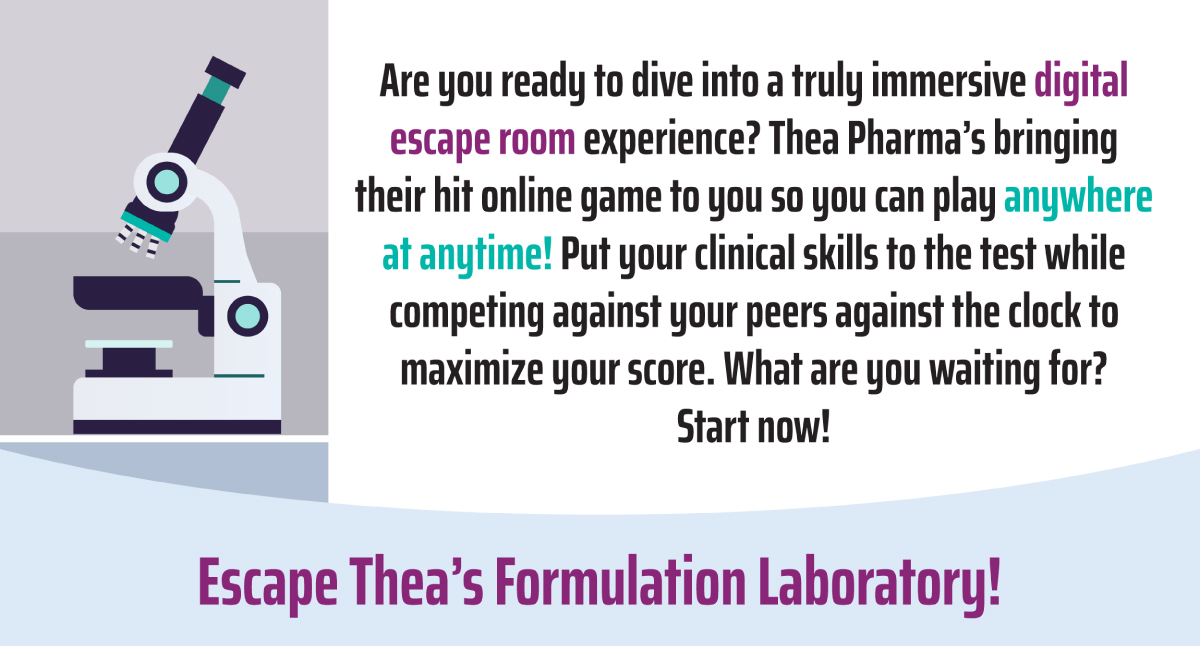 Are you ready to dive into a truly immersive digital
escape room experience? Thea Pharma’s bringing
their hit online game to you so you can play anywhere
at anytime! Put your clinical skills to the test while
competing against your peers against the clock to
maximize your score. What are you waiting for?
Start now!
Escape Thea’s Formulation Laboratory!